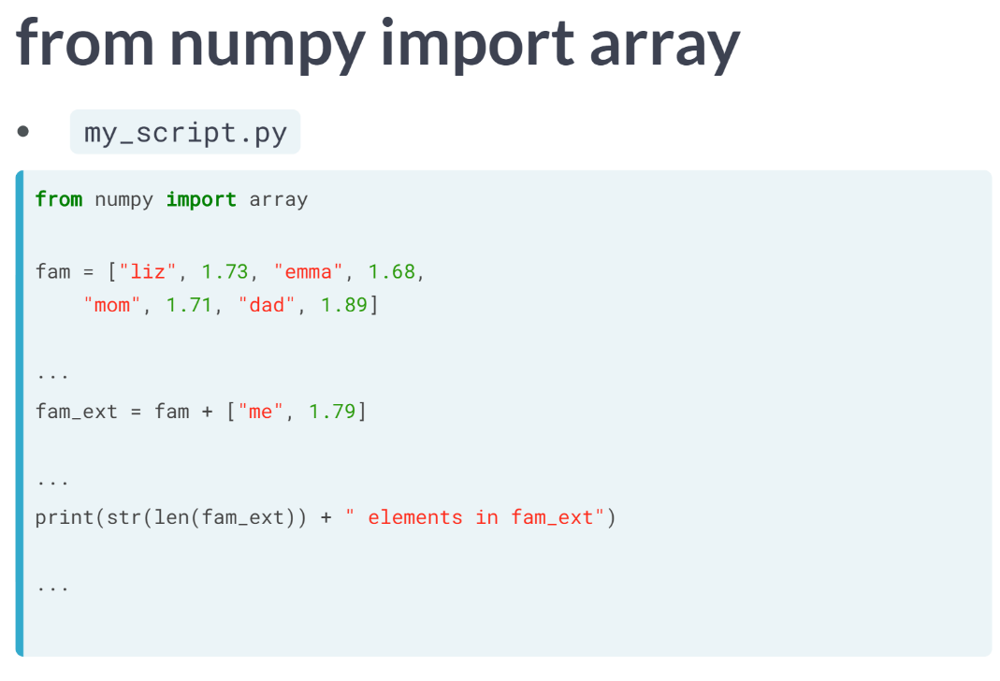 from numpy import array
• my_script.py
from numpy import array
fam = ["liz", 1.73, "emma", 1.68,
    "mom", 1.71, "dad", 1.89]
...
fam_ext = fam + ["me", 1.79]
...
print(str(len(fam_ext)) + " elements in fam_ext")
...